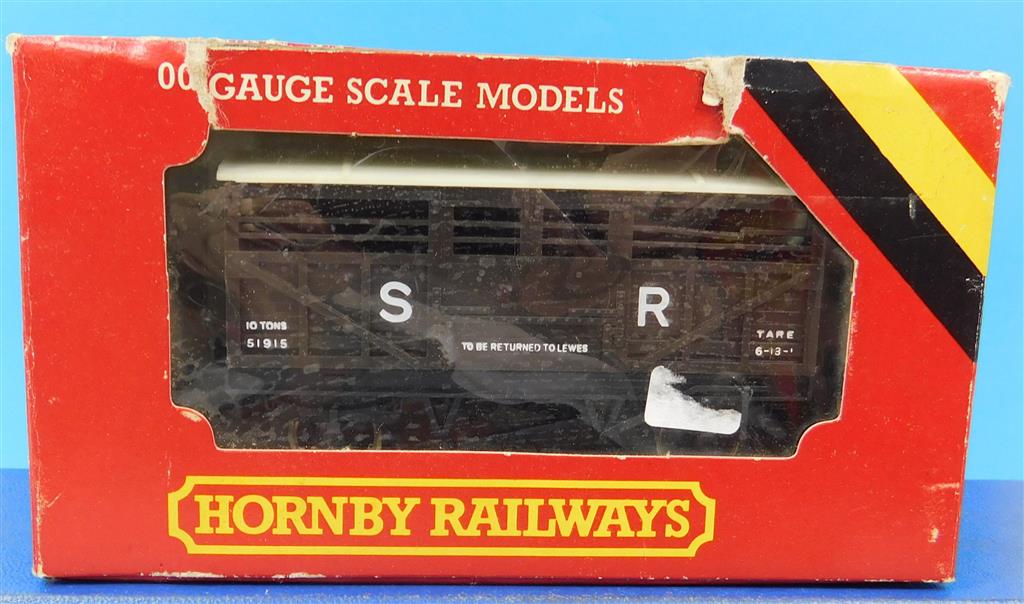 00 GAUGE SCALE MODELS
S R
10 TONS
51915
TO BE RETURNED TO LEWES
TARE
6-13-1
HORNBY RAILWAYS